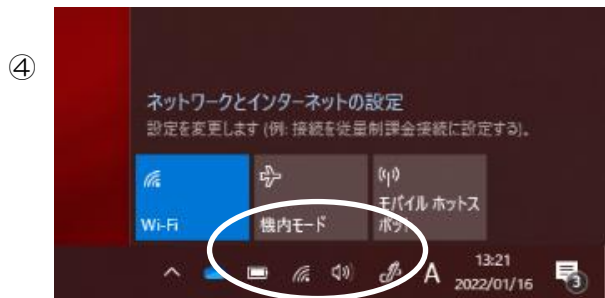 ④
ネットワークとインターネットの設定
設定を変更します (例: 接続を従量制課金接続に設定する)。
Wi-Fi
機内モード
モバイル ホットス
ポット
A
13:21
2022/01/16
3